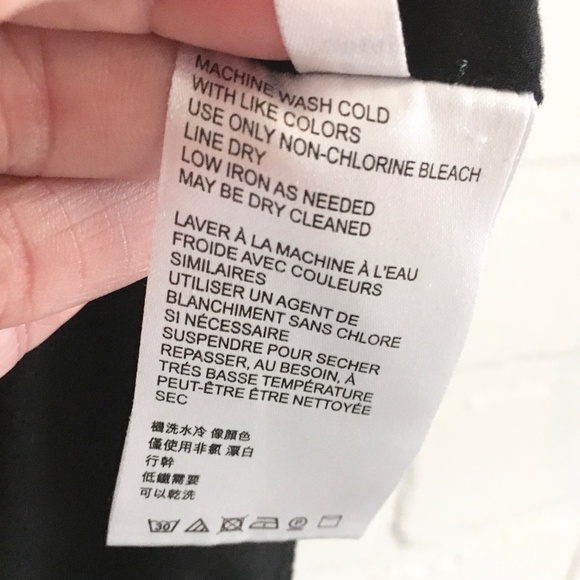 MACHINE WASH COLD
WITH LIKE COLORS
USE ONLY NON-CHLORINE BLEACH
LINE DRY
LOW IRON AS NEEDED
MAY BE DRY CLEANED
LAVER À LA MACHINE À L'EAU
FROIDE AVEC COULEURS
SIMILAIRES
UTILISER UN AGENT DE
BLANCHIMENT SANS CHLORE
SI NÉCESSAIRE
SUSPENDRE POUR SECHER
REPASSER, AU BESOIN, À
TRÉS BASSE TEMPÉRATURE
PEUT-ÊTRE ÊTRE NETTOYÉE
SEC
機洗水冷 像顏色
僅使用非氯 漂白
行幹
低鐵需要
可以乾洗
30 P